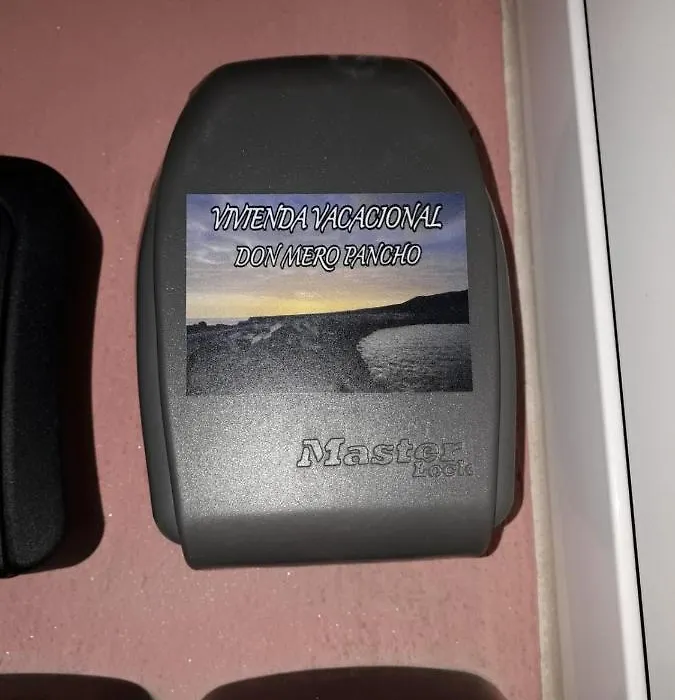 VIVIENDA VACACIONAL
DON MERO PANCHO
Master
Lock